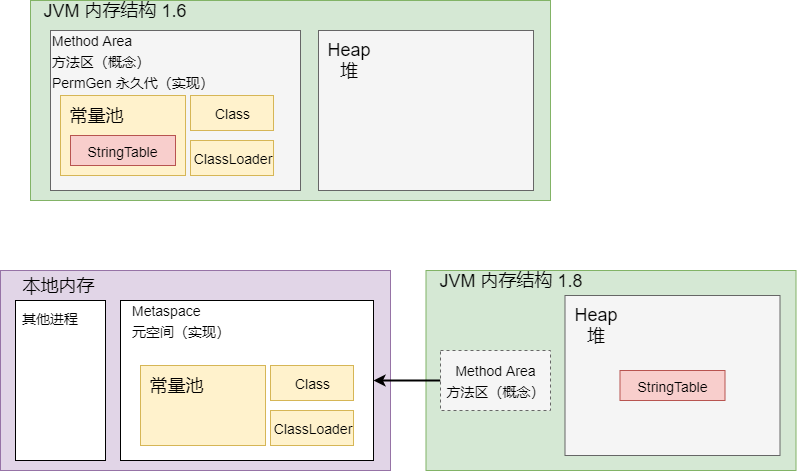 JVM 内存结构 1.6
Method Area
方法区（概念）
PermGen 永久代（实现）
常量池
StringTable
Class
ClassLoader
Heap
堆
本地内存
其他进程
Metaspace
元空间（实现）
常量池
Class
ClassLoader
JVM 内存结构 1.8
Method Area
方法区（概念）
Heap
堆
StringTable